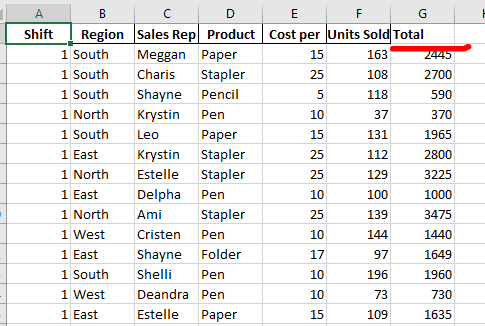 A B C D E F G
Shift Region Sales Rep Product Cost per Units Sold Total
1 South Meggan Paper 15 163 2445
1 South Charis Stapler 25 108 2700
1 South Shayne Pencil 5 118 590
1 North Krystin Pen 10 37 370
1 South Leo Paper 15 131 1965
1 East Krystin Stapler 25 112 2800
1 North Estelle Stapler 25 129 3225
1 East Delpha Pen 10 100 1000
1 North Ami Stapler 25 139 3475
1 West Cristen Pen 10 144 1440
1 East Shayne Folder 17 97 1649
1 South Shelli Pen 10 196 1960
1 West Deandra Pen 10 73 730
1 East Estelle Paper 15 109 1635